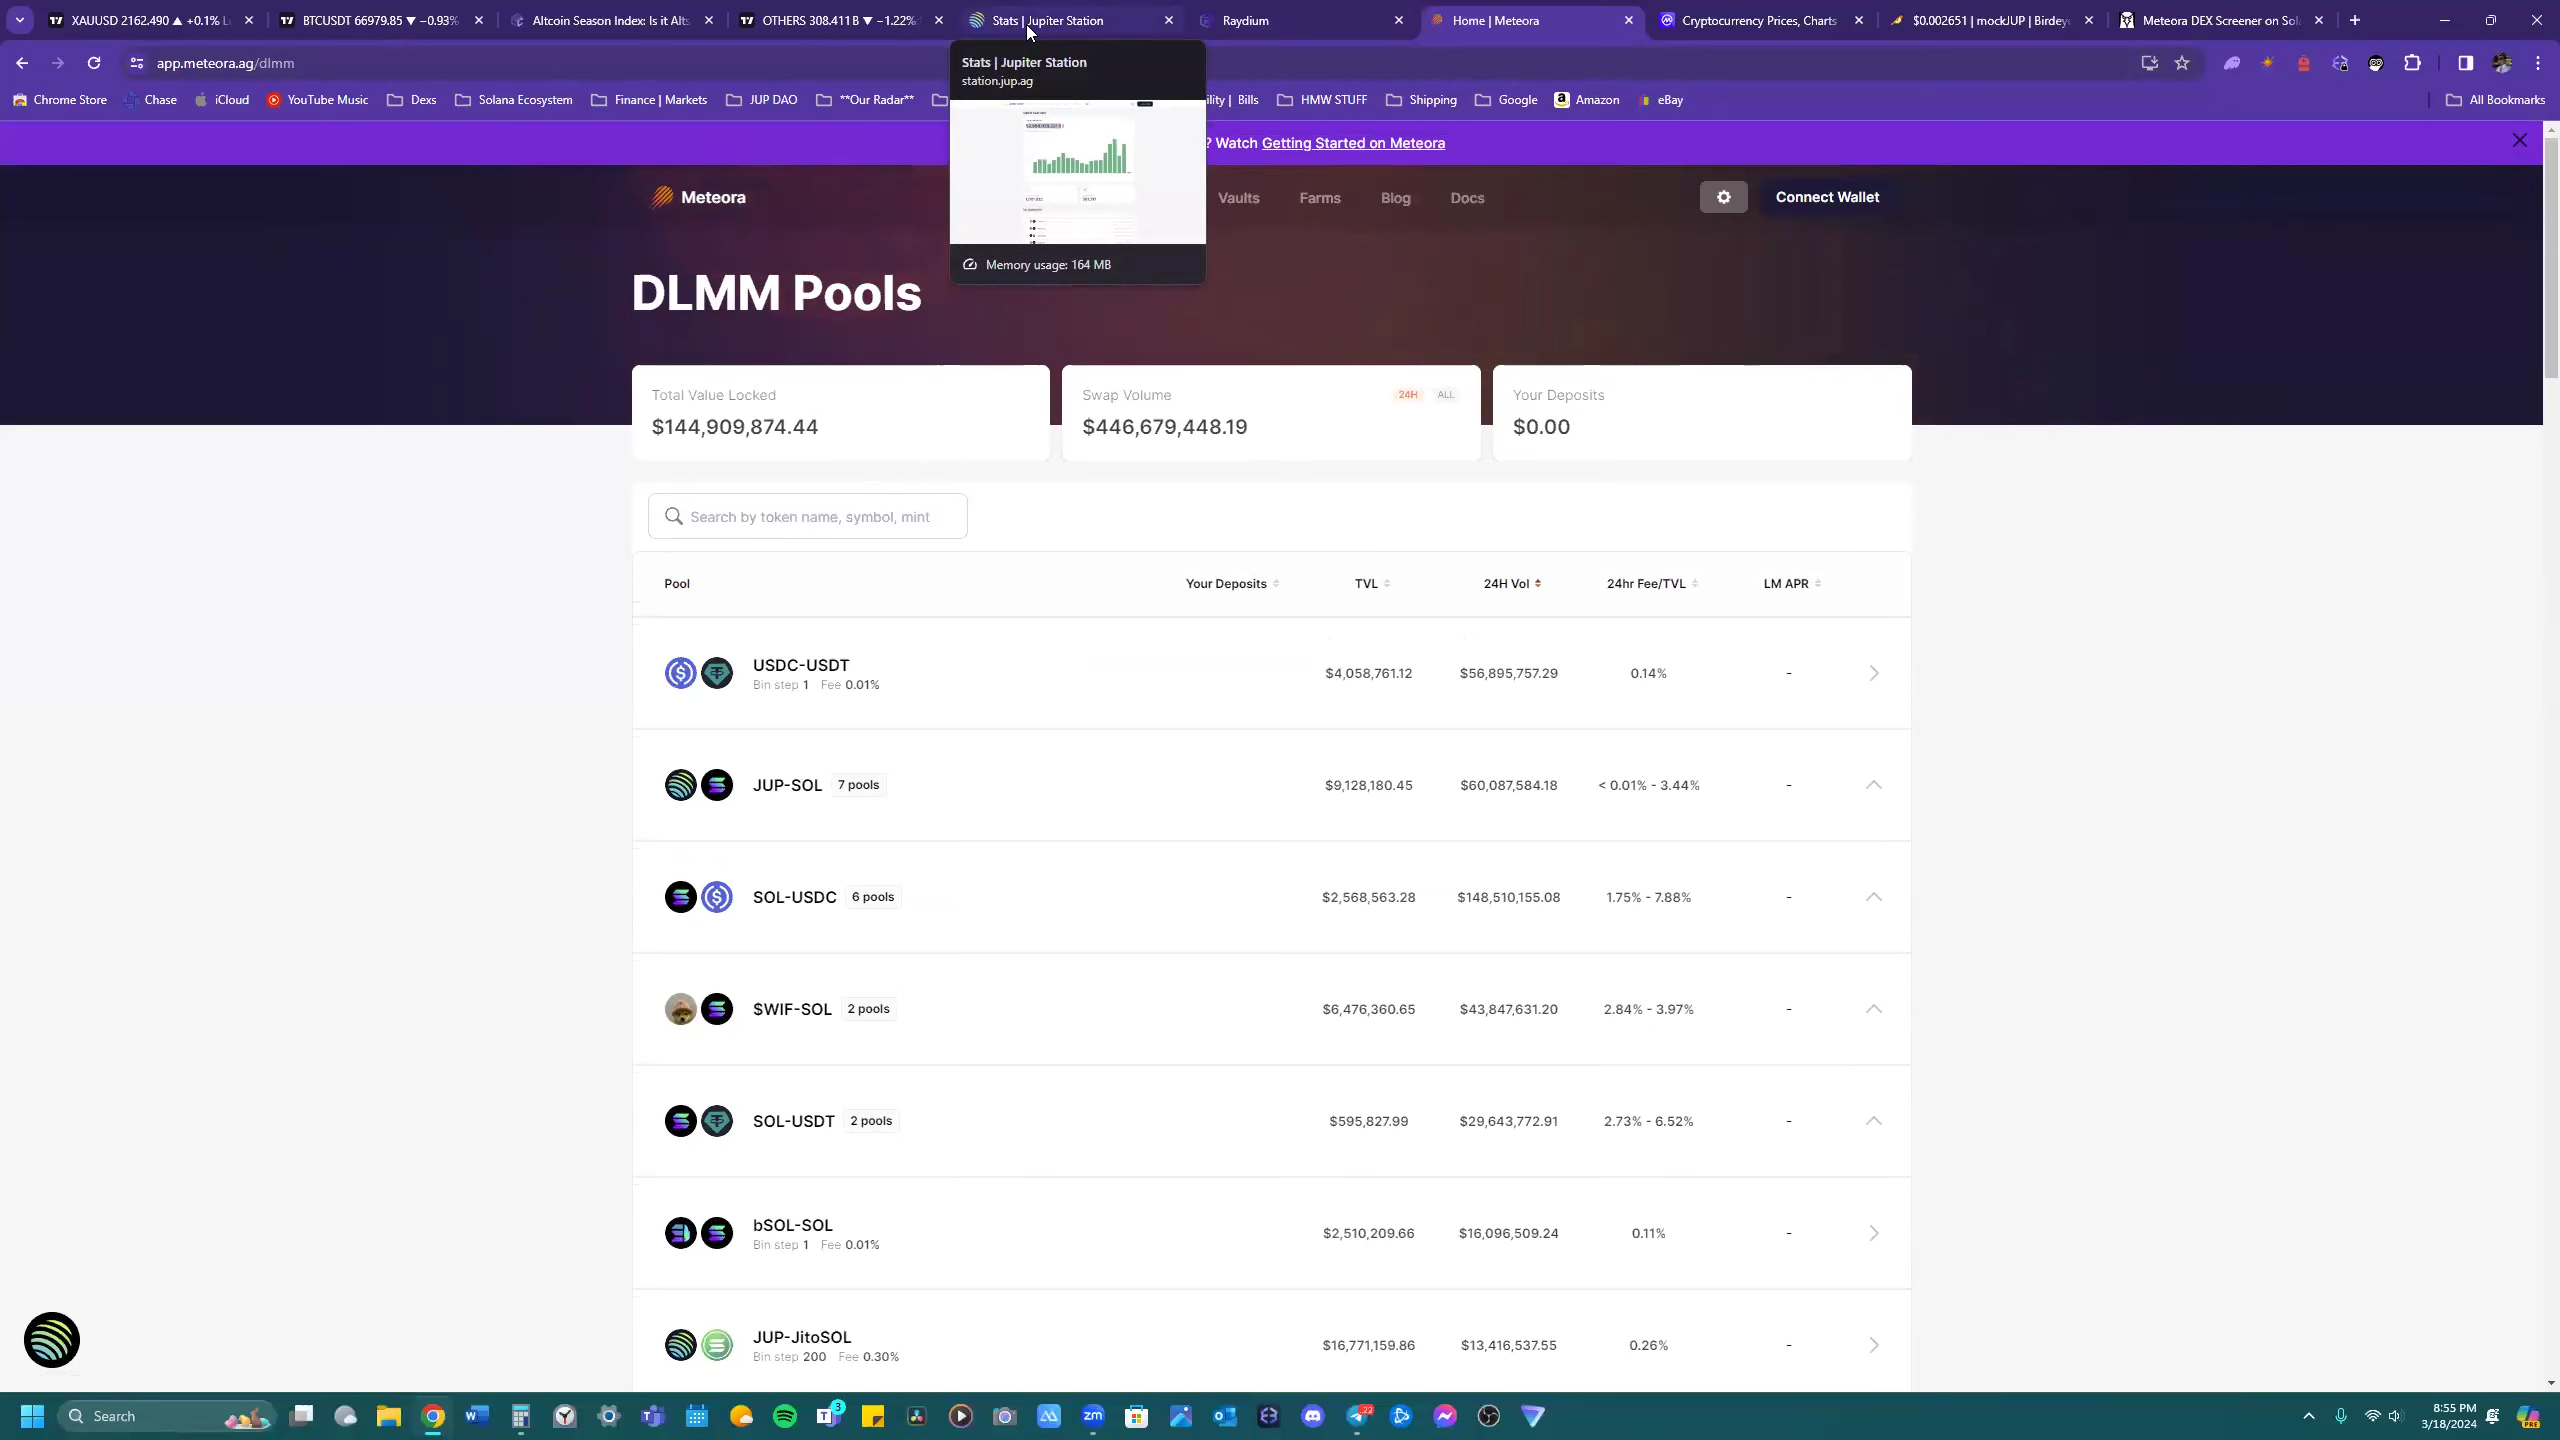 XAUUSD 2162.490 ▲ +0.1%
BTCUSDT 66979.85 ▼ −0.93%
Altcoin Season Index: Is it Alts
OTHERS 308.411B ▼ −1.22%
Stats | Jupiter Station
Raydium
Home | Meteora
Cryptocurrency Prices, Charts
$0.002651 | mockJUP | Birdeye
Meteora DEX Screener on Sol
app.meteora.ag/dlmm
Stats | Jupiter Station
station.jup.ag
Memory usage: 164 MB
Chrome Store
Chase
iCloud
YouTube Music
Dexs
Solana Ecosystem
Finance | Markets
JUP DAO
**Our Radar**
ility | Bills
HMW STUFF
Shipping
Google
Amazon
eBay
All Bookmarks
? Watch Getting Started on Meteora
Meteora
Vaults
Farms
Blog
Docs
Connect Wallet
DLMM Pools
Total Value Locked
$144,909,874.44
Swap Volume
24H
ALL
$446,679,448.19
Your Deposits
$0.00
Search by token name, symbol, mint
Pool Your Deposits TVL 24H Vol 24hr Fee/TVL LM APR
USDC-USDT
Bin step 1 Fee 0.01%
$4,058,761.12 $56,895,757.29 0.14% -
JUP-SOL 7 pools $9,128,180.45 $60,087,584.18 < 0.01% - 3.44% -
SOL-USDC 6 pools $2,568,563.28 $148,510,155.08 1.75% - 7.88% -
$WIF-SOL 2 pools $6,476,360.65 $43,847,631.20 2.84% - 3.97% -
SOL-USDT 2 pools $595,827.99 $29,643,772.91 2.73% - 6.52% -
bSOL-SOL
Bin step 1 Fee 0.01%
$2,510,209.66 $16,096,509.24 0.11% -
JUP-JitoSOL
Bin step 200 Fee 0.30%
$16,771,159.86 $13,416,537.55 0.26% -
Search
3
zm
22
8:55 PM
3/18/2024
PRE